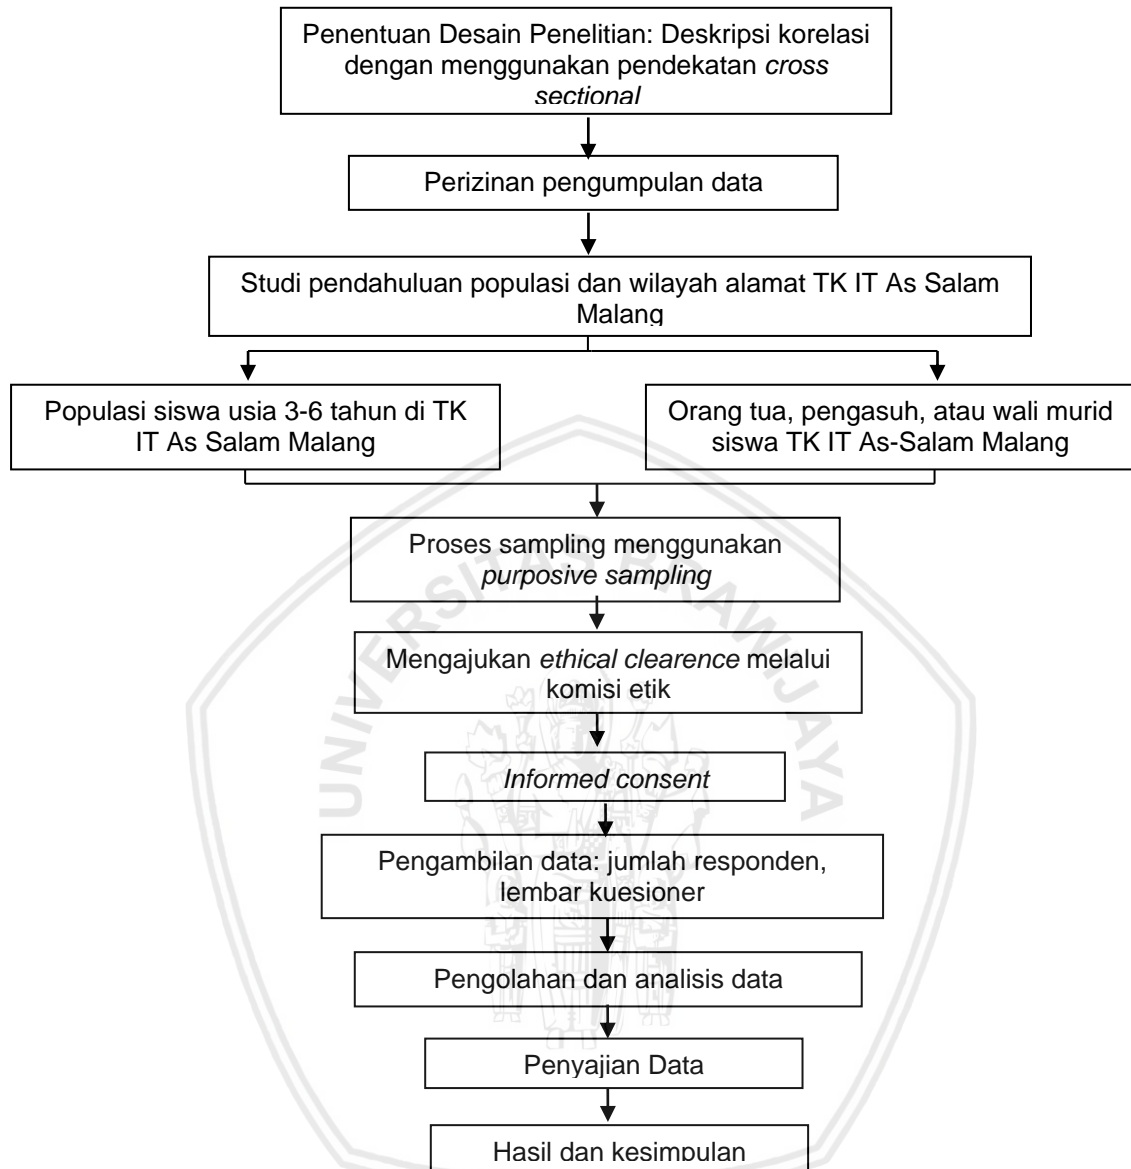 Penentuan Desain Penelitian: Deskripsi korelasi
dengan menggunakan pendekatan cross
sectional
Perizinan pengumpulan data
Studi pendahuluan populasi dan wilayah alamat TK IT As Salam
Malang
Populasi siswa usia 3-6 tahun di TK
IT As Salam Malang
Orang tua, pengasuh, atau wali murid
siswa TK IT As-Salam Malang
Proses sampling menggunakan
purposive sampling
Mengajukan ethical clearence melalui
komisi etik
Informed consent
Pengambilan data: jumlah responden,
lembar kuesioner
Pengolahan dan analisis data
Penyajian Data
Hasil dan kesimpulan
UNIVERSITAS BRAWIJAYA